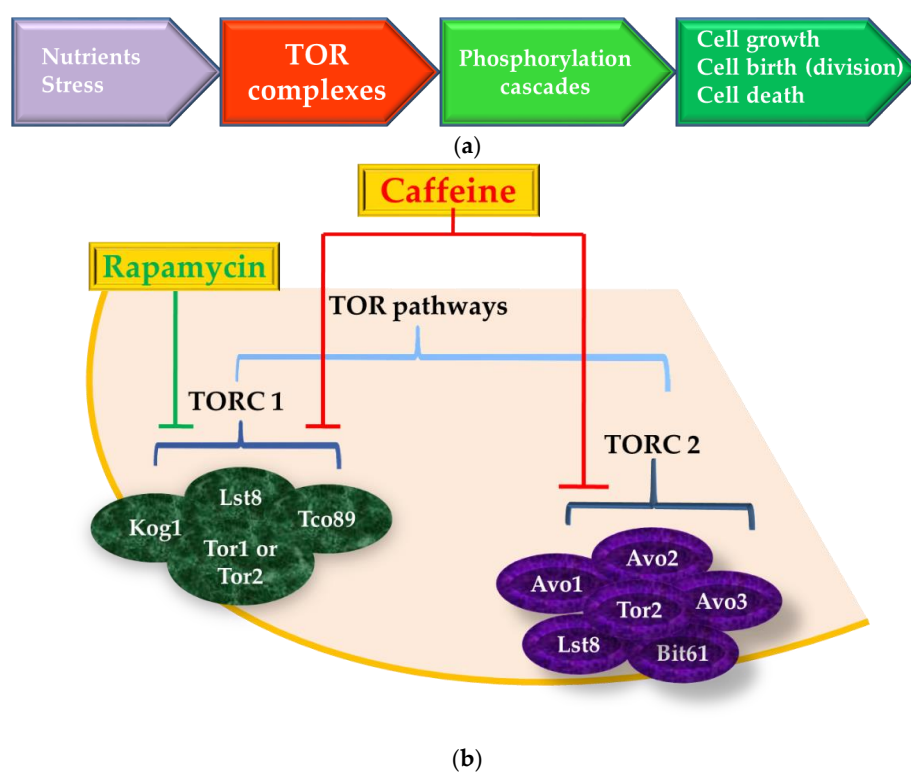 Nutrients
Stress
TOR
complexes
Phosphorylation
cascades
Cell growth
Cell birth (division)
Cell death
(a)
Caffeine
Rapamycin
TOR pathways
TORC 1
TORC 2
Kog1
Lst8
Tco89
Tor1 or
Tor2
Avo1
Avo2
Avo3
Tor2
Lst8
Bit61
(b)